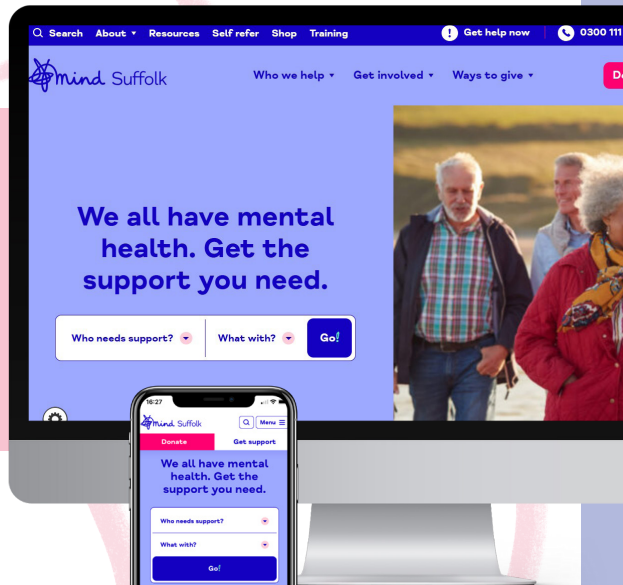 Search About Resources Self refer Shop Training Get help now 0300 111
mind Suffolk Who we help Get involved Ways to give
We all have mental
health. Get the
support you need.
Who needs support? What with? Go!
16:27
mind Suffolk Menu
Donate Get support
We all have mental
health. Get the
support you need.
Who needs support?
What with?
Go!